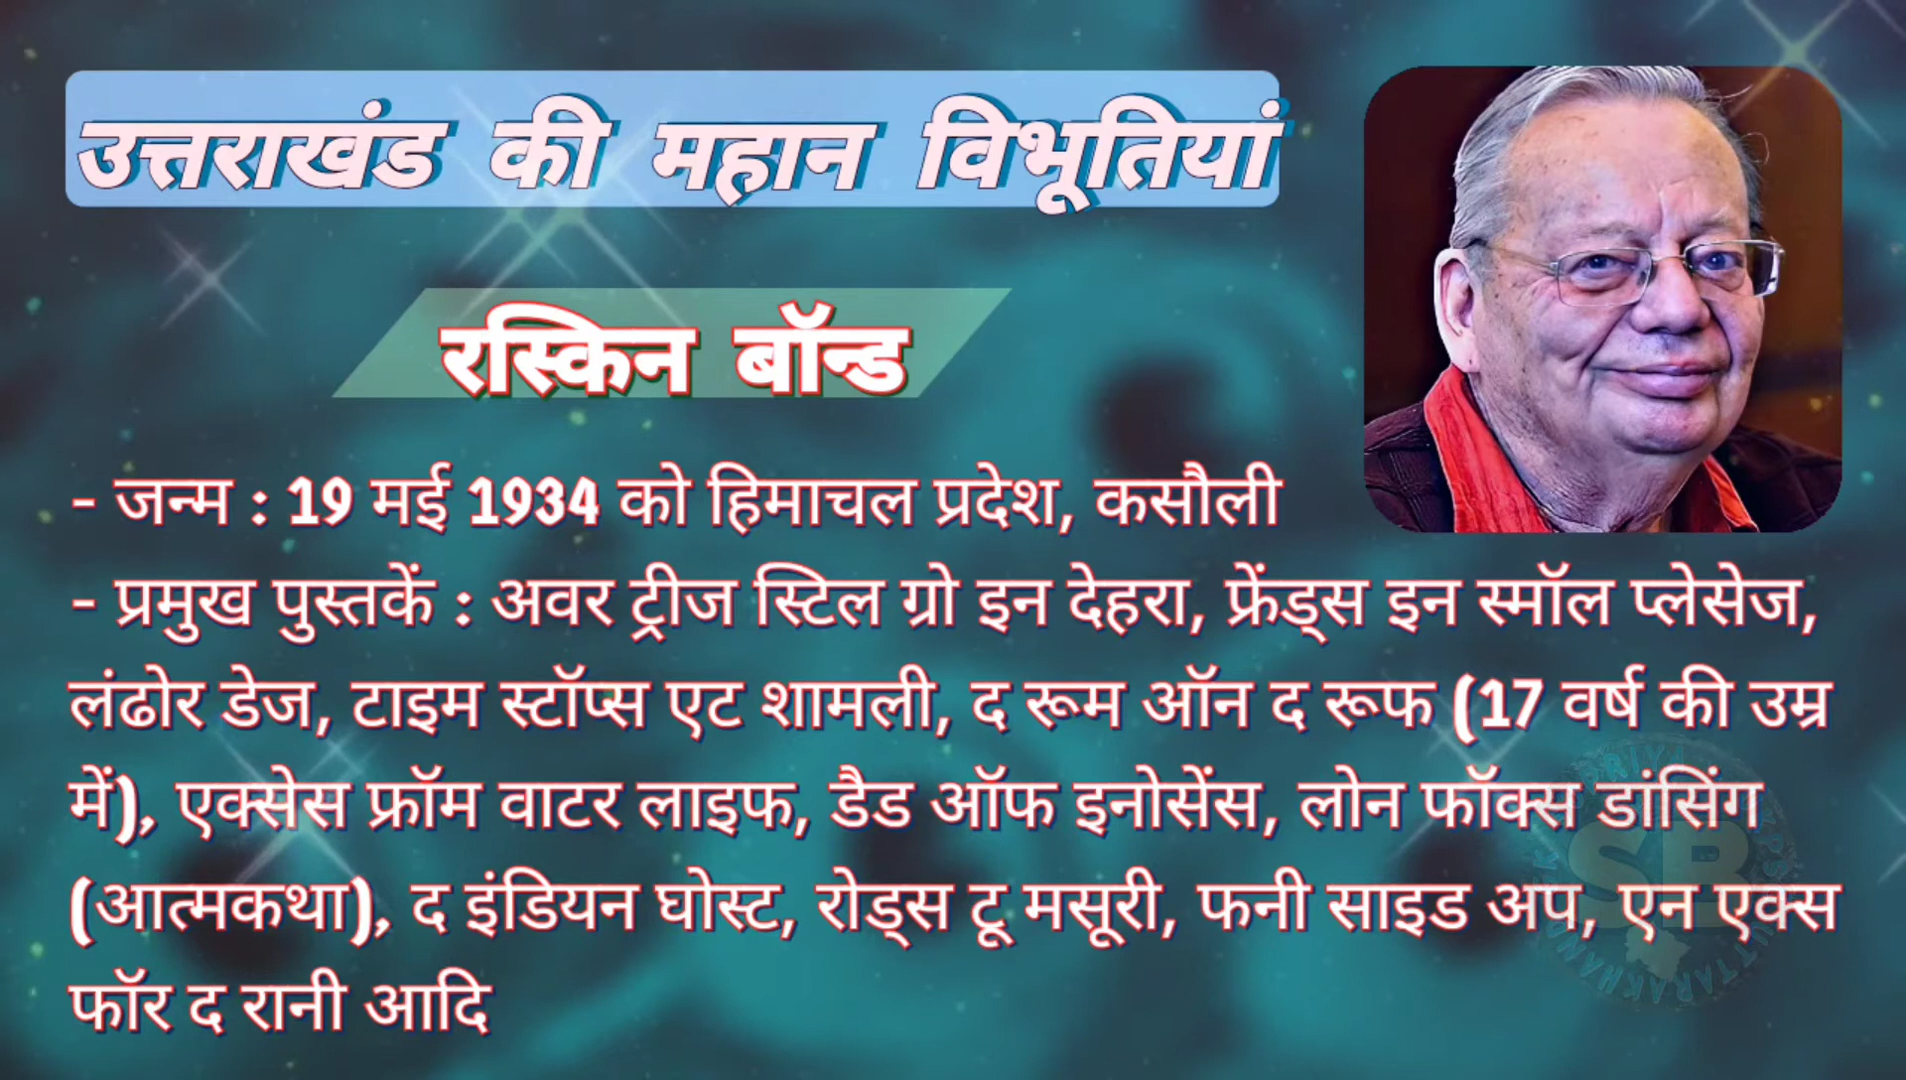 उत्तराखंड की महान विभूतियां
रस्किन बॉन्ड
- जन्म : 19 मई 1934 को हिमाचल प्रदेश, कसौली
- प्रमुख पुस्तकें : अवर ट्रीज स्टिल ग्रो इन देहरा, फ्रेंड्स इन स्मॉल प्लेसेज,
लंढोर डेज, टाइम स्टॉप्स एट शामली, द रूम ऑन द रूफ (17 वर्ष की उम्र
में), एक्सेस फ्रॉम वाटर लाइफ, डैड ऑफ इनोसेंस, लोन फॉक्स डांसिंग
(आत्मकथा), द इंडियन घोस्ट, रोड्स टू मसूरी, फनी साइड अप, एन एक्स
फॉर द रानी आदि
SB